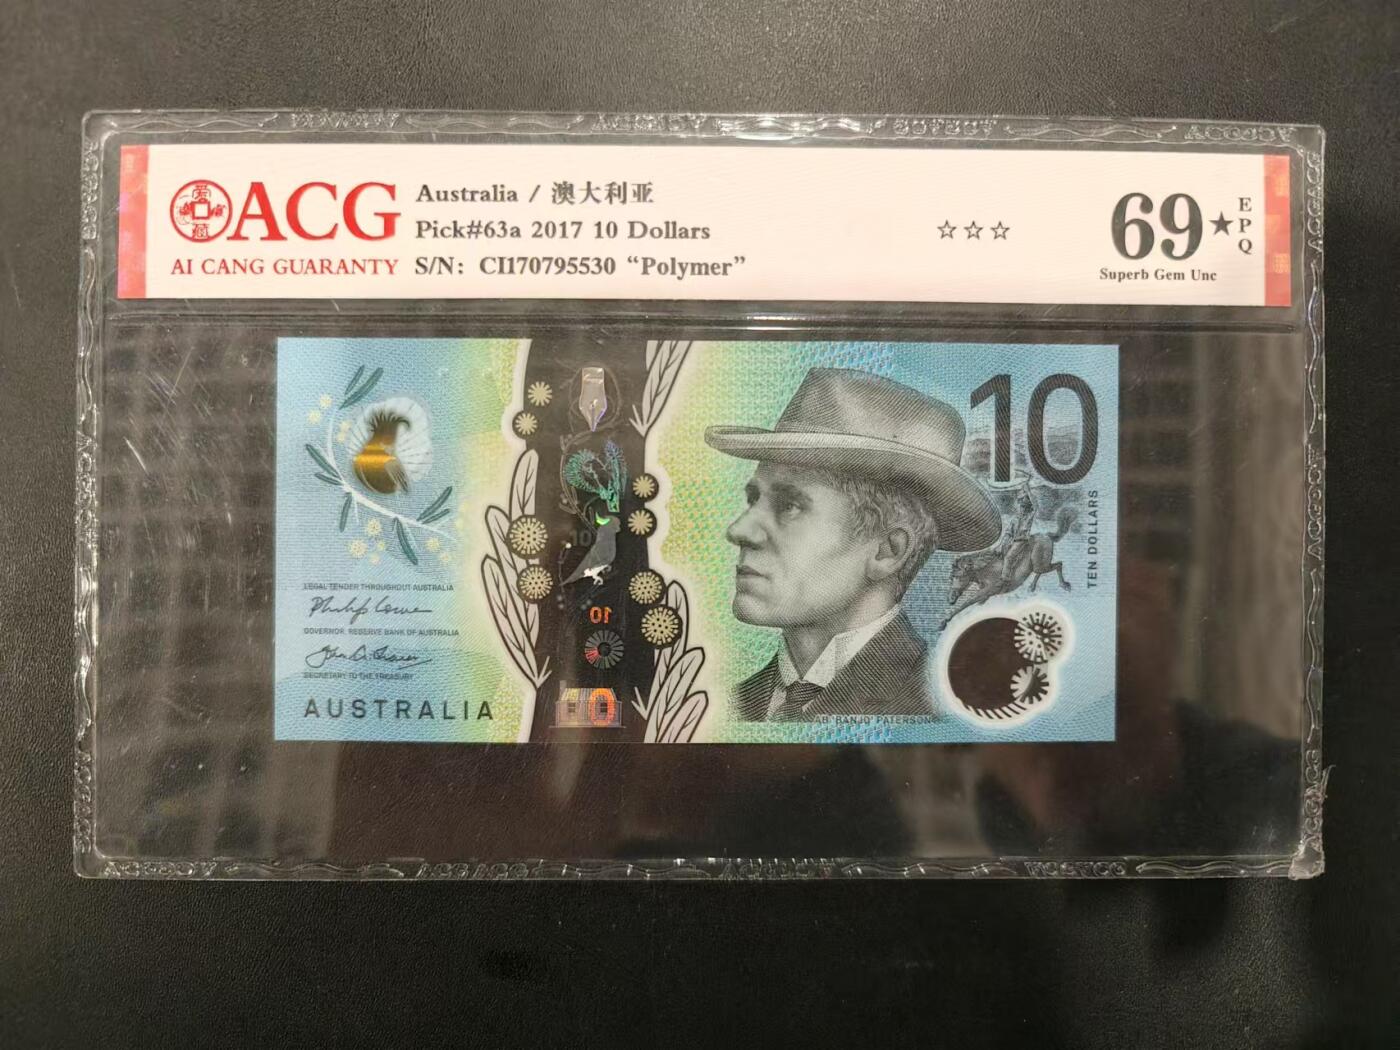 ACG
AI CANG GUARANTY
Australia / 澳大利亚
Pick#63a 2017 10 Dollars
S/N: CI170795530 “Polymer”
☆☆☆
69★
EPQ
Superb Gem Unc
10
TEN DOLLARS
LEGAL TENDER THROUGHOUT AUSTRALIA
GOVERNOR, RESERVE BANK OF AUSTRALIA
SECRETARY TO THE TREASURY
AUSTRALIA
10
AB 'BANJO' PATERSON